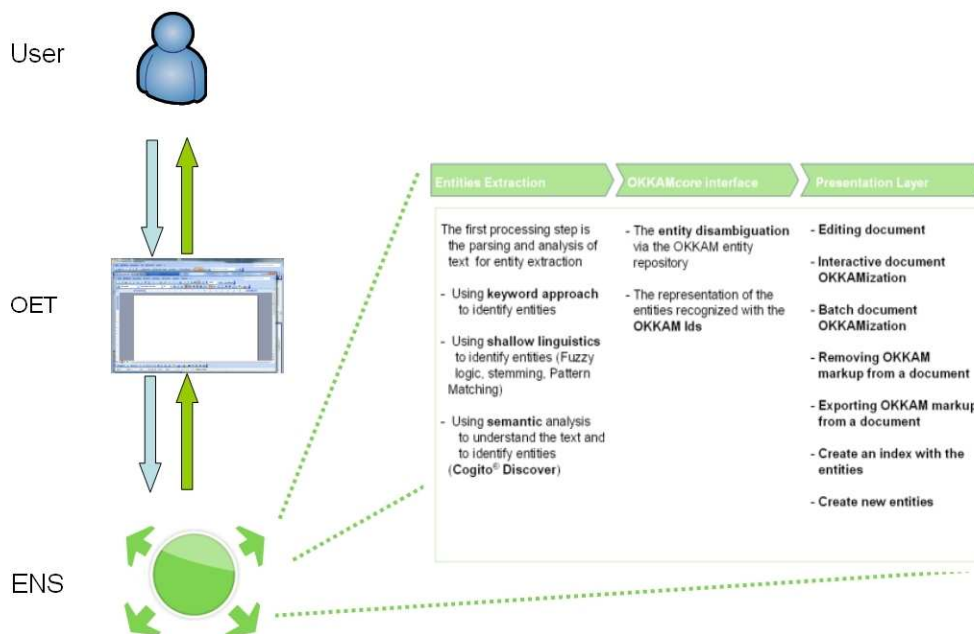 User
OET
ENS
Entities Extraction
The first processing step is
the parsing and analysis of
text for entity extraction
- Using keyword approach
to identify entities
- Using shallow linguistics
to identify entities (Fuzzy
logic, stemming, Pattern
Matching)
- Using semantic analysis
to understand the text and
to identify entities
(Cogito® Discover)
OKKAMcore interface
- The entity disambiguation
via the OKKAM entity
repository
- The representation of the
entities recognized with the
OKKAM Ids
Presentation Layer
- Editing document
- Interactive document
OKKAMization
- Batch document
OKKAMization
- Removing OKKAM
markup from a document
- Exporting OKKAM markup
from a document
- Create an index with the
entities
- Create new entities